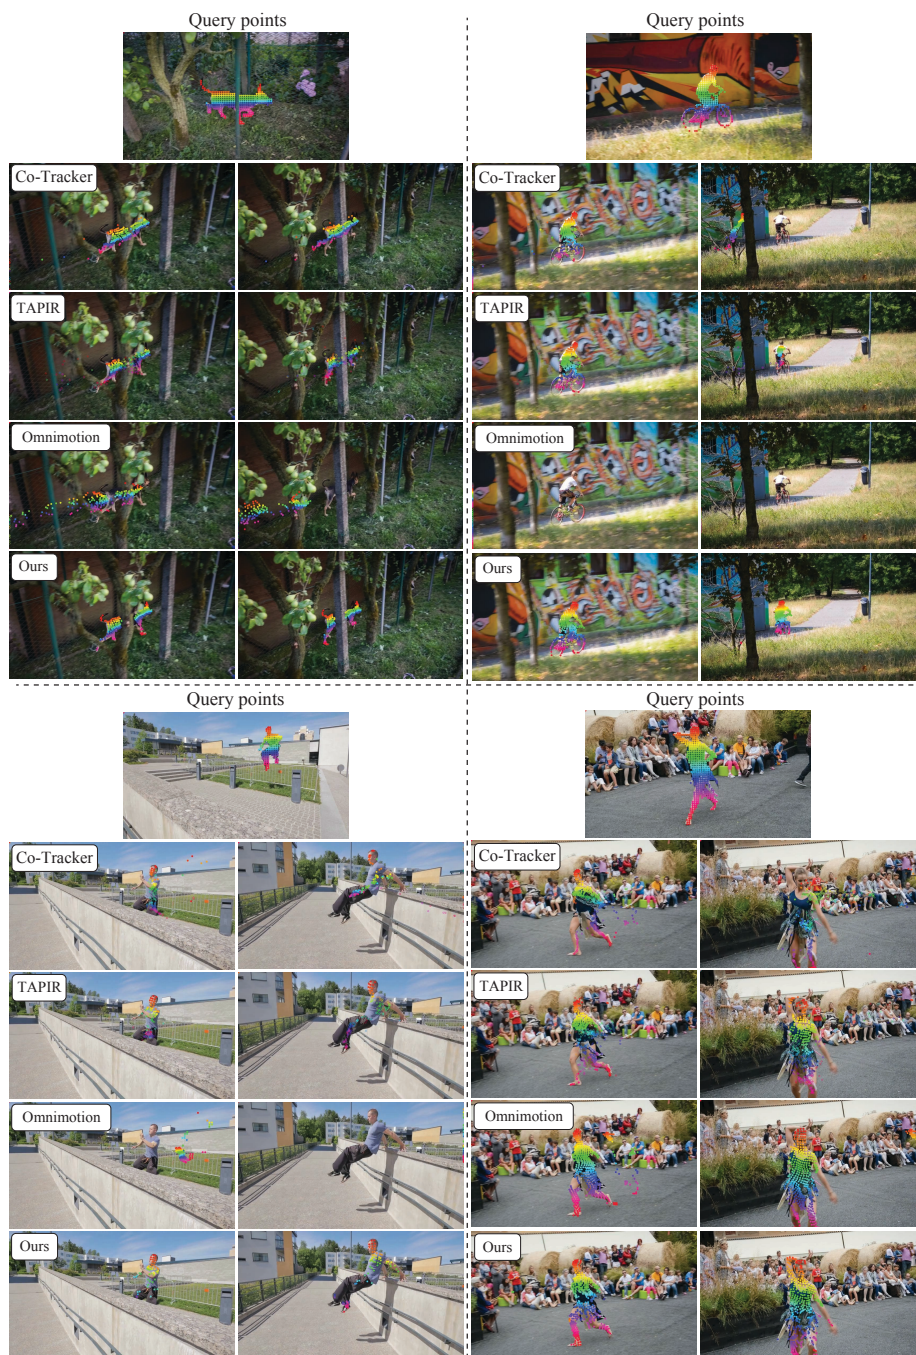 Query points
Co-Tracker
TAPIR
Omnimotion
Ours
Query points
Co-Tracker
TAPIR
Omnimotion
Ours
Query points
Co-Tracker
TAPIR
Omnimotion
Ours
Query points
Co-Tracker
TAPIR
Omnimotion
Ours